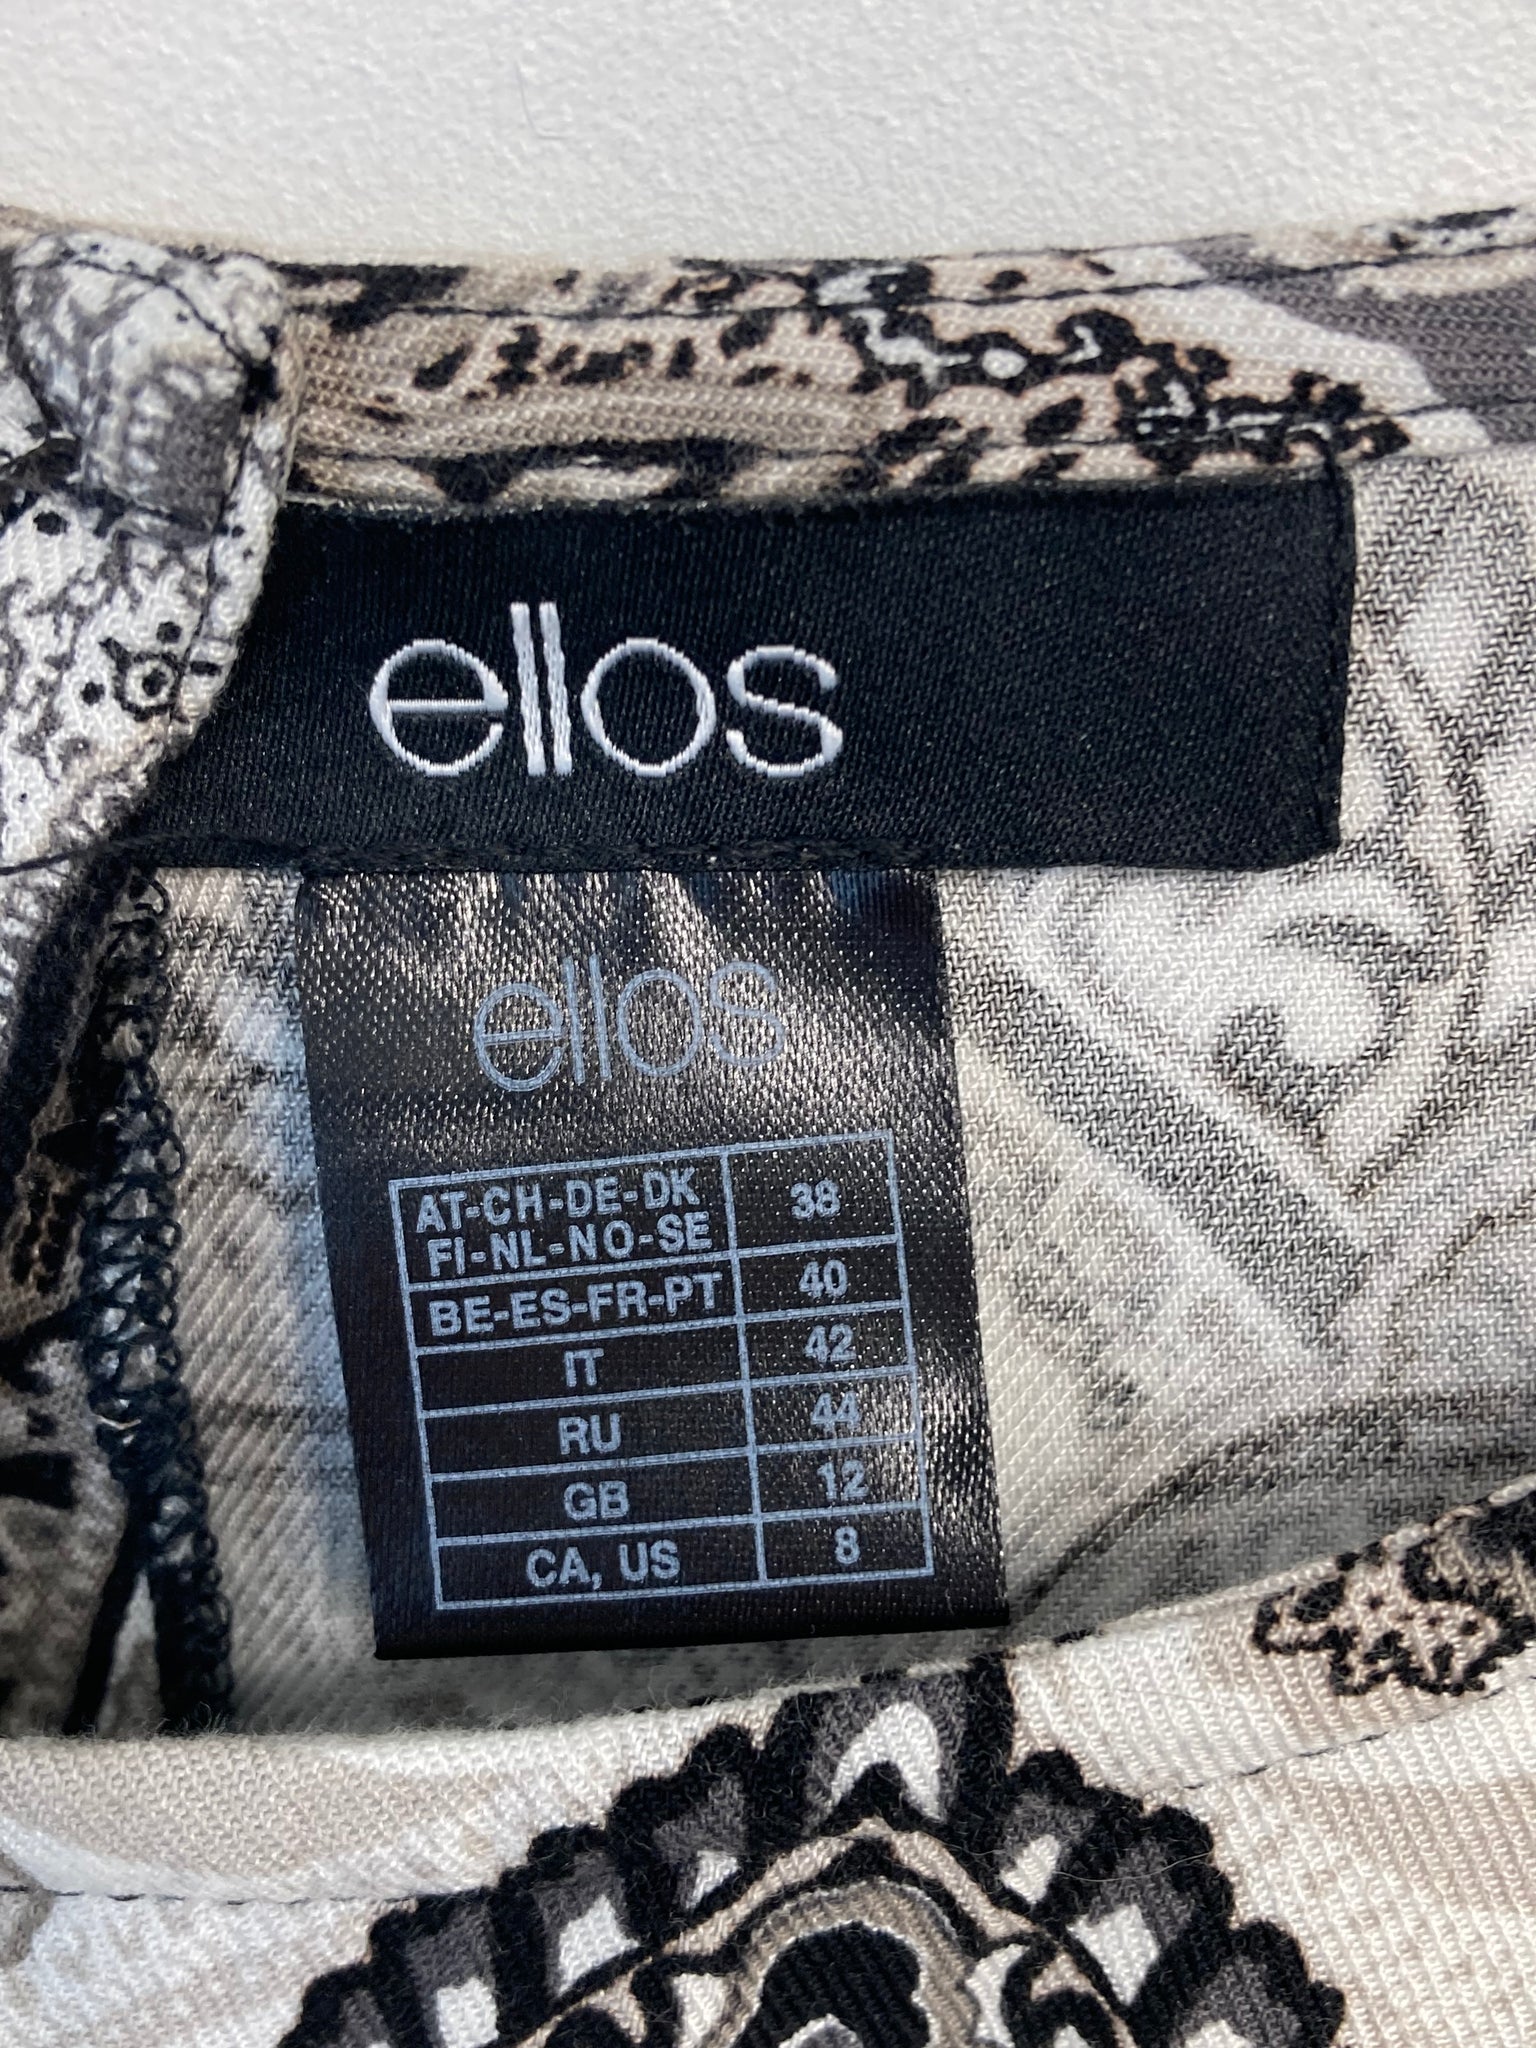 ellos
ellos
AT-CH-DE-DK
FI-NL-NO-SE 38
BE-ES-FR-PT 40
IT 42
RU 44
GB 12
CA, US 8